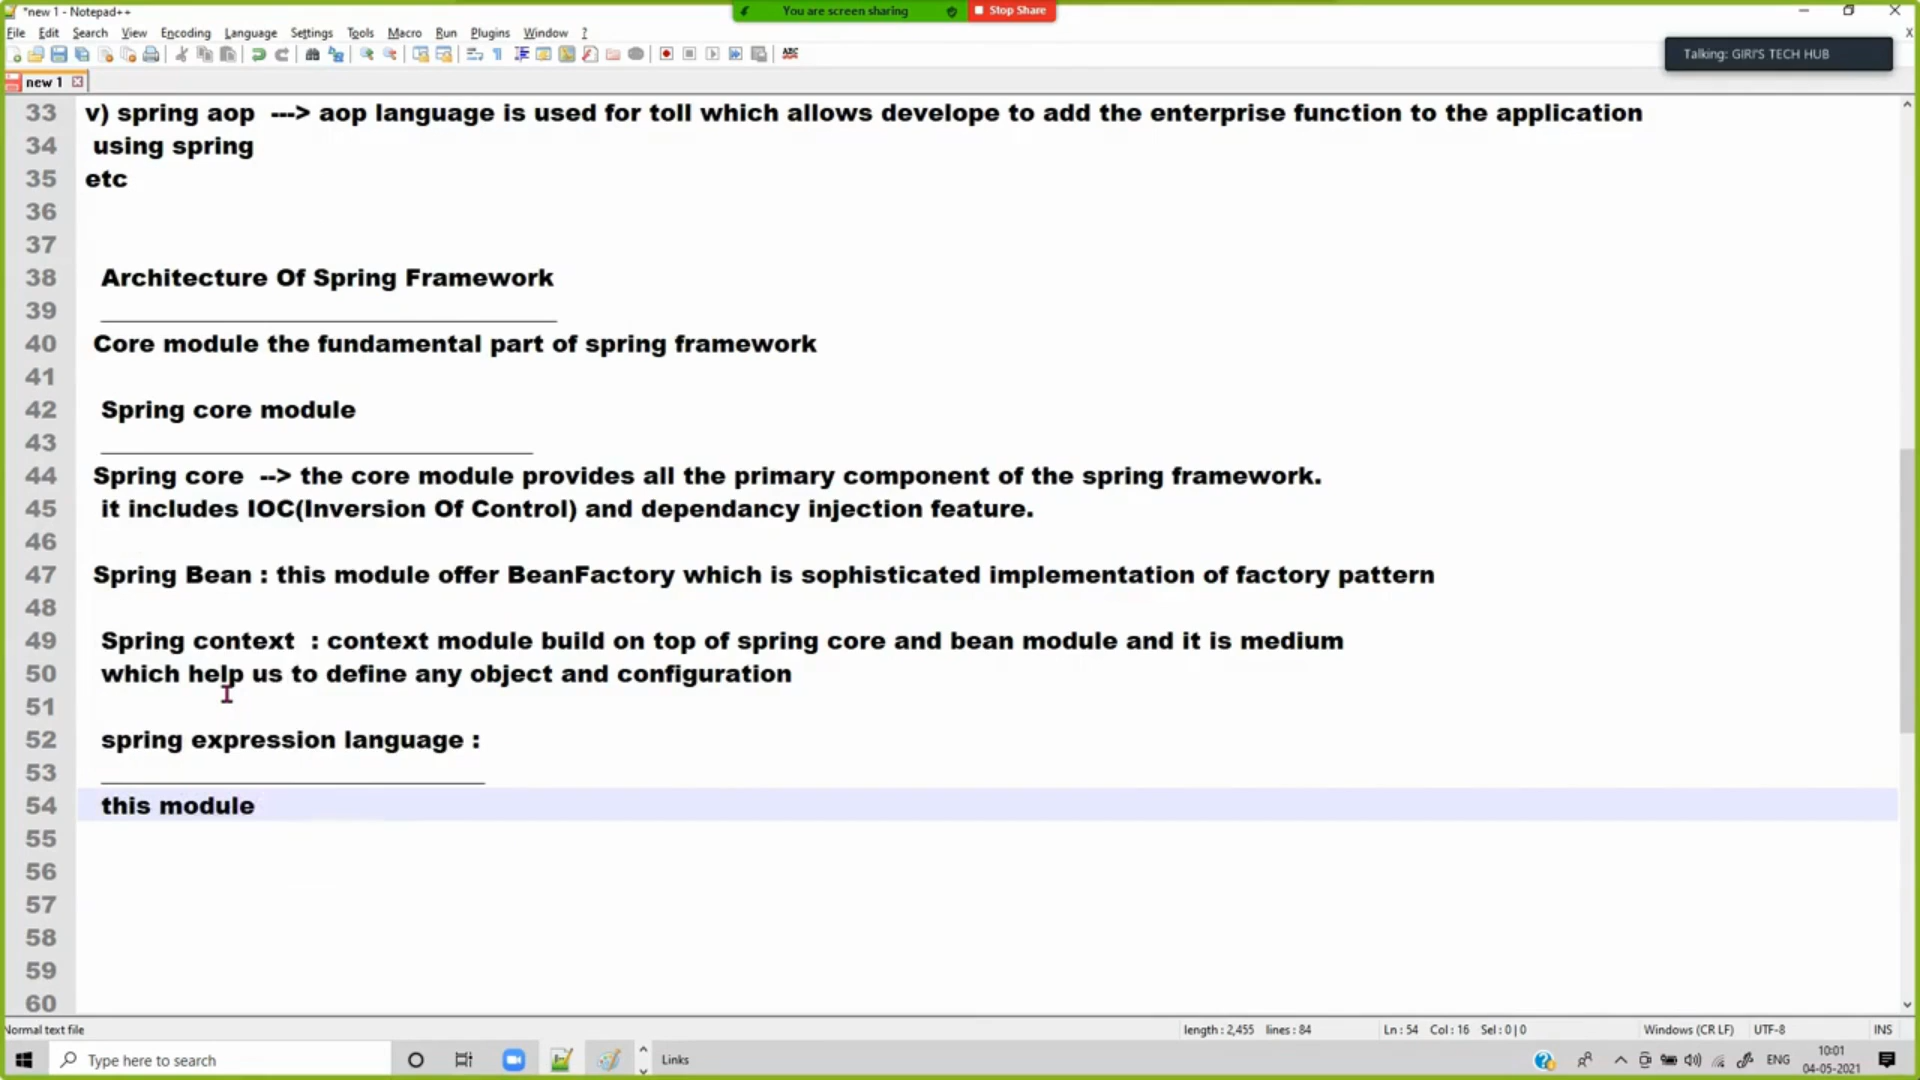 *new 1 - Notepad++
You are screen sharing
Stop Share
File Edit Search View Encoding Language Settings Tools Macro Run Plugins Window ?
X
Talking: GIRI'S TECH HUB
new 1
33 v) spring aop ---> aop language is used for toll which allows develope to add the enterprise function to the application
34 using spring
35 etc
36
37
38 Architecture Of Spring Framework
39 ______________________________
40 Core module the fundamental part of spring framework
41
42 Spring core module
43 ____________________________
44 Spring core --> the core module provides all the primary component of the spring framework.
45 it includes IOC(Inversion Of Control) and dependancy injection feature.
46
47 Spring Bean : this module offer BeanFactory which is sophisticated implementation of factory pattern
48
49 Spring context : context module build on top of spring core and bean module and it is medium
50 which help us to define any object and configuration
51
52 spring expression language :
53 _________________________
54 this module
55
56
57
58
59
60
Normal text file length : 2,455 lines : 84 Ln : 54 Col : 16 Sel : 0 | 0 Windows (CR LF) UTF-8 INS
Type here to search
Links
ENG
10:01
04-05-2021